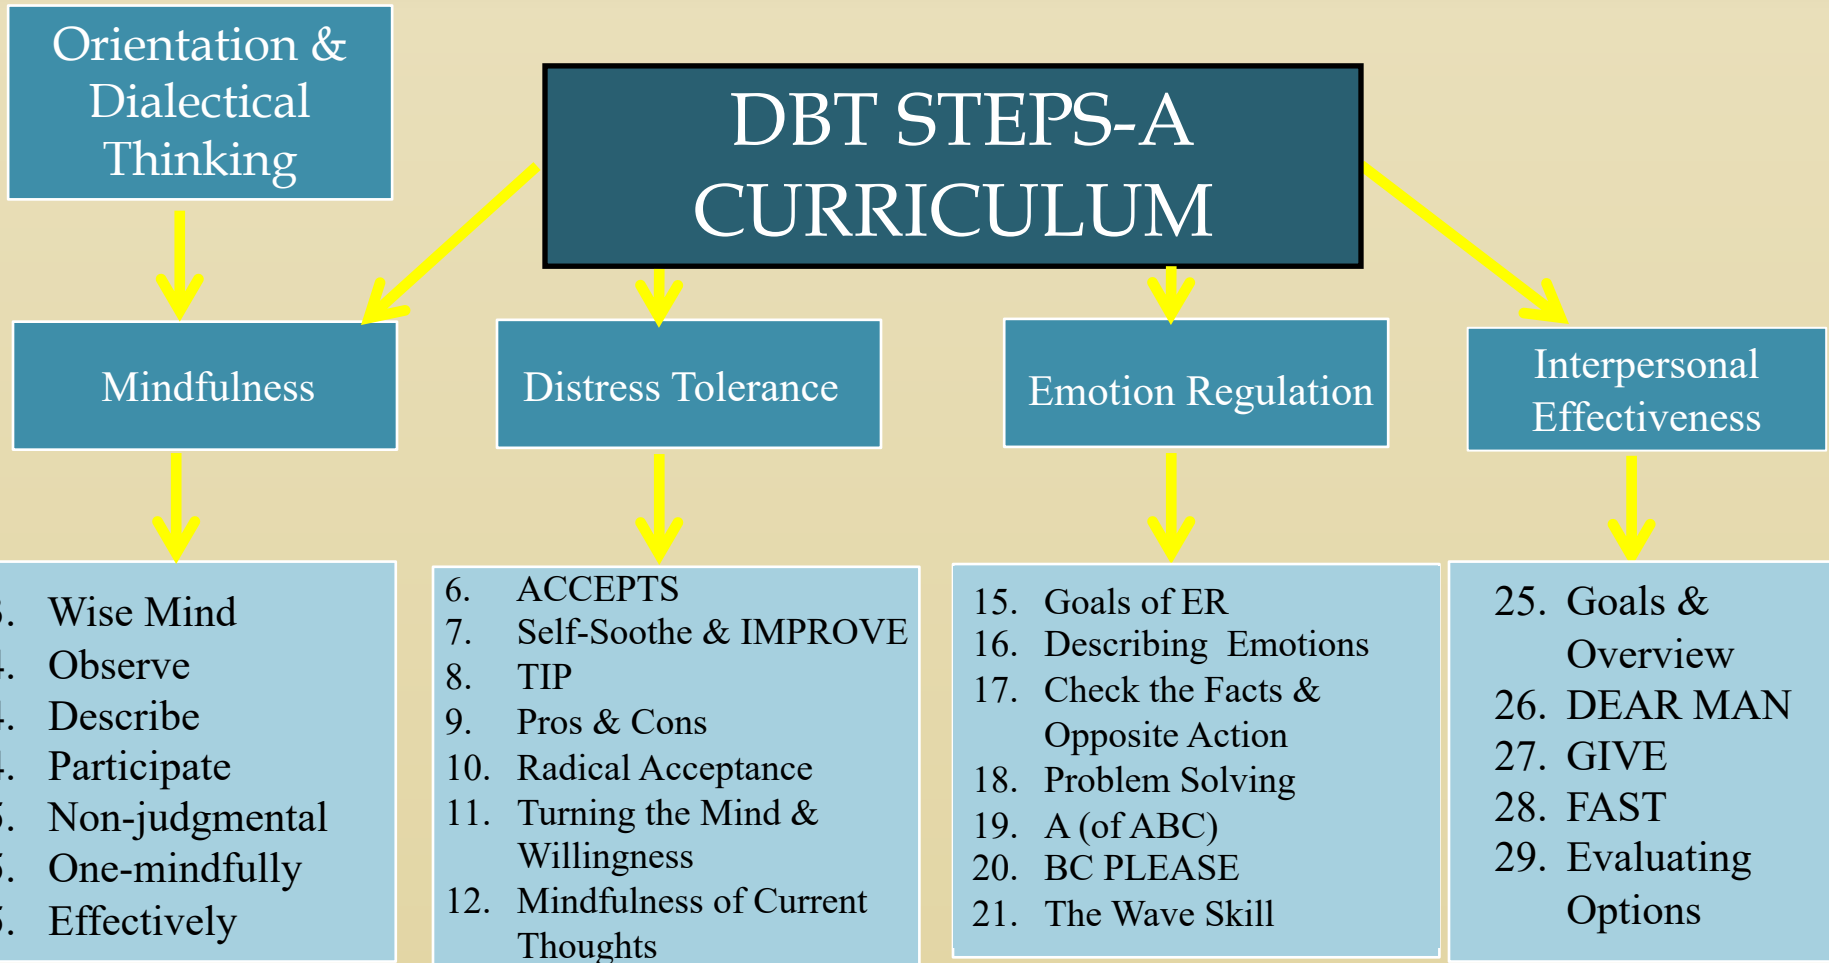 Orientation &
Dialectical
Thinking
DBT STEPS-A
CURRICULUM
Mindfulness
Distress Tolerance
Emotion Regulation
Interpersonal
Effectiveness
. Wise Mind
. Observe
. Describe
. Participate
. Non-judgmental
. One-mindfully
. Effectively
6. ACCEPTS
7. Self-Soothe & IMPROVE
8. TIP
9. Pros & Cons
10. Radical Acceptance
11. Turning the Mind &
Willingness
12. Mindfulness of Current
Thoughts
15. Goals of ER
16. Describing Emotions
17. Check the Facts &
Opposite Action
18. Problem Solving
19. A (of ABC)
20. BC PLEASE
21. The Wave Skill
25. Goals &
Overview
26. DEAR MAN
27. GIVE
28. FAST
29. Evaluating
Options